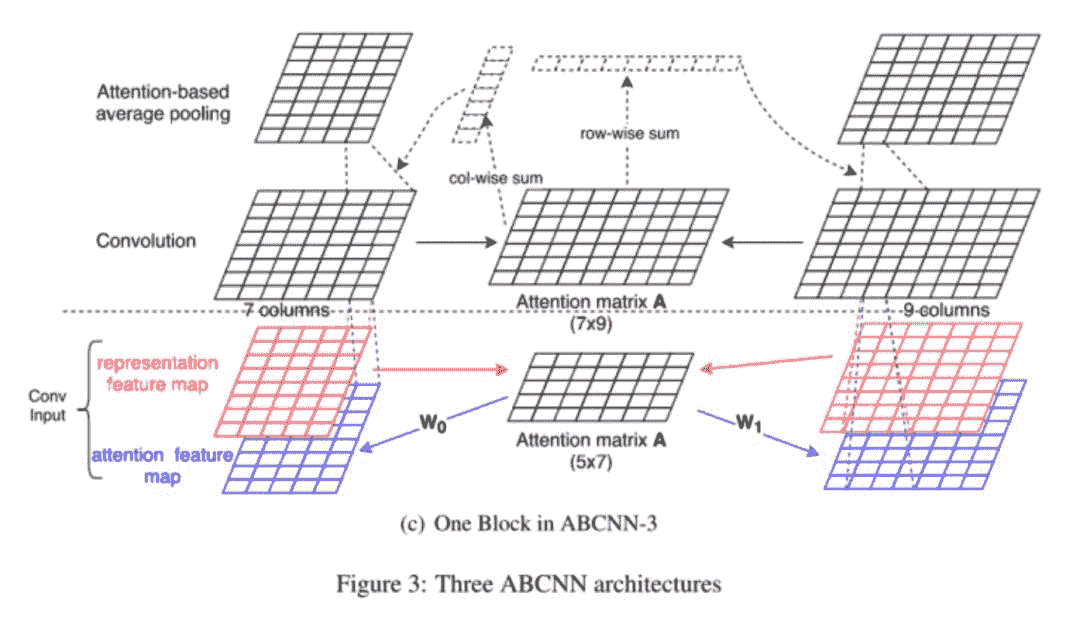 Attention-based
average pooling
row-wise sum
col-wise sum
Convolution
Attention matrix A
(7x9)
7 columns
9 columns
representation
feature map
Conv
Input
W0
W1
Attention matrix A
(5x7)
attention feature
map
(c) One Block in ABCNN-3
Figure 3: Three ABCNN architectures